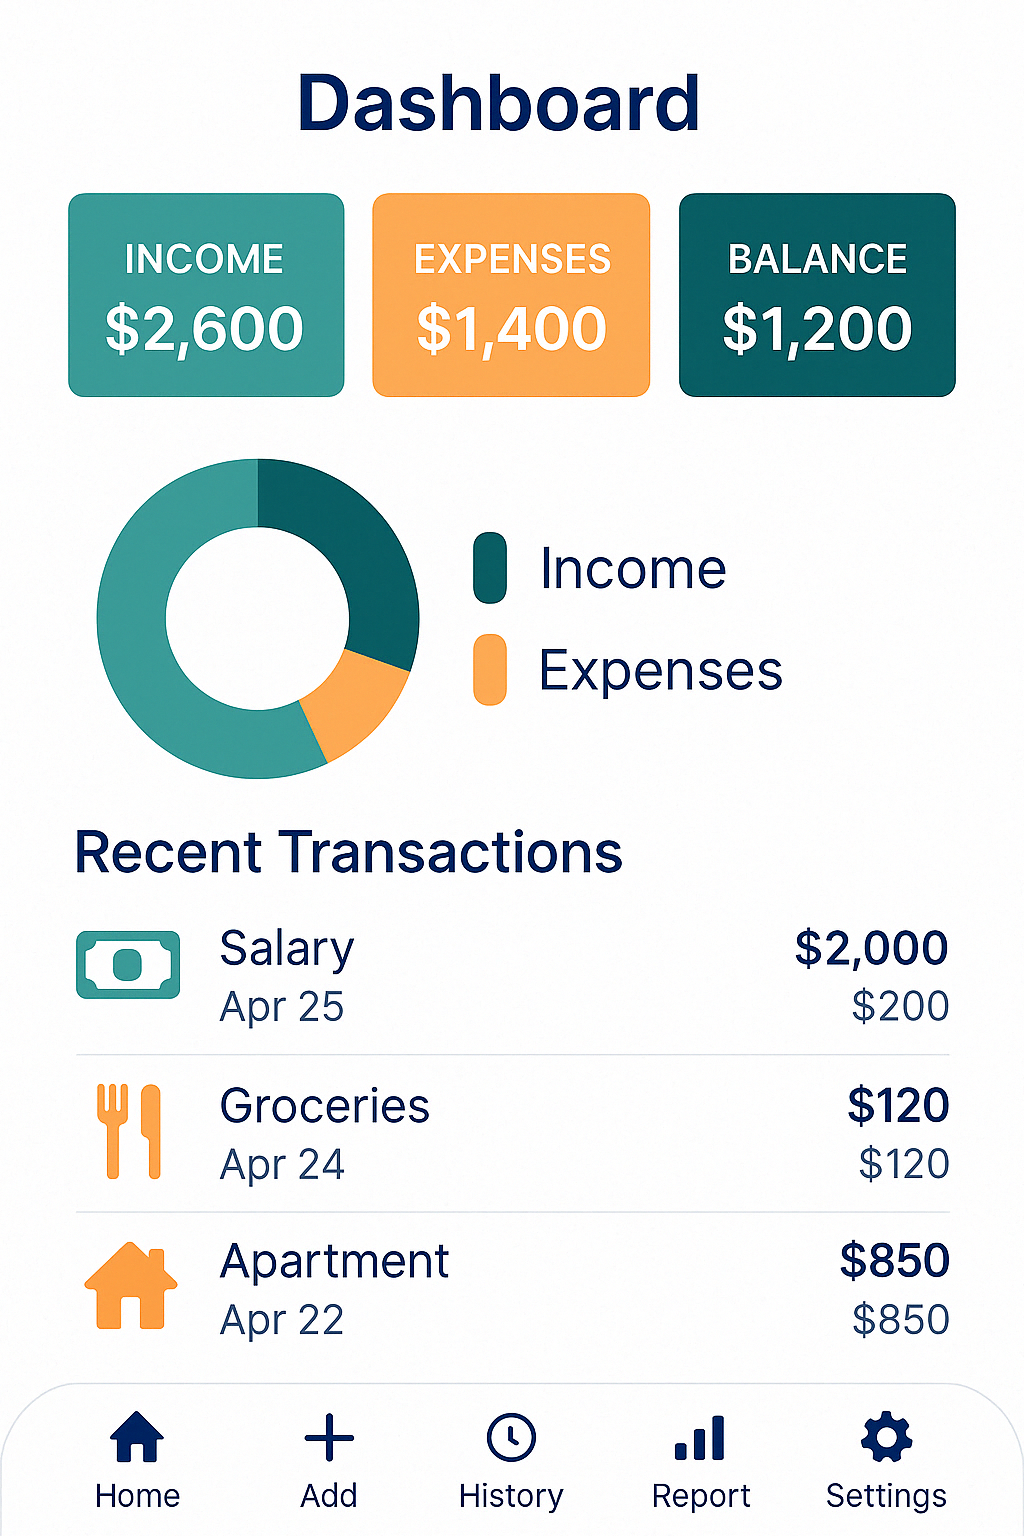 Dashboard
INCOME
$2,600
EXPENSES
$1,400
BALANCE
$1,200
Income
Expenses
Recent Transactions
Salary
$2,000
Apr 25
$200
Groceries
$120
Apr 24
$120
Apartment
$850
Apr 22
$850
Home
Add
History
Report
Settings